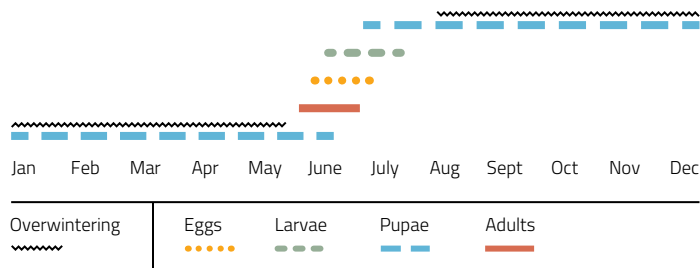 Jan Feb Mar Apr May June July Aug Sept Oct Nov Dec
Overwintering Eggs Larvae Pupae Adults